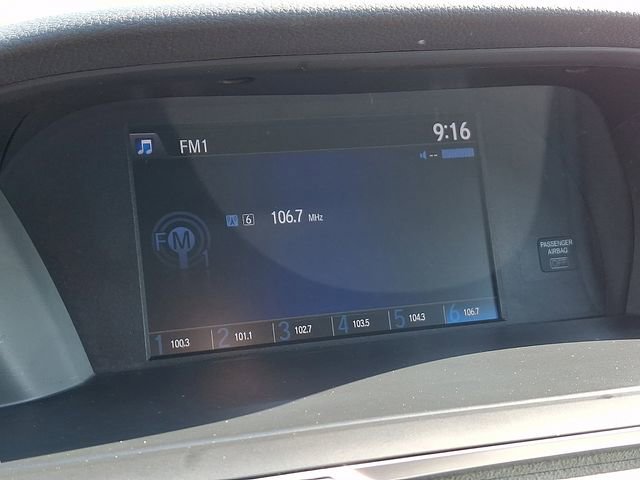 FM1
9:16
--
6 106.7 MHz
FM 1
PASSENGER
AIRBAG
OFF
1 100.3 2 101.1 3 102.7 4 103.5 5 104.3 6 106.7